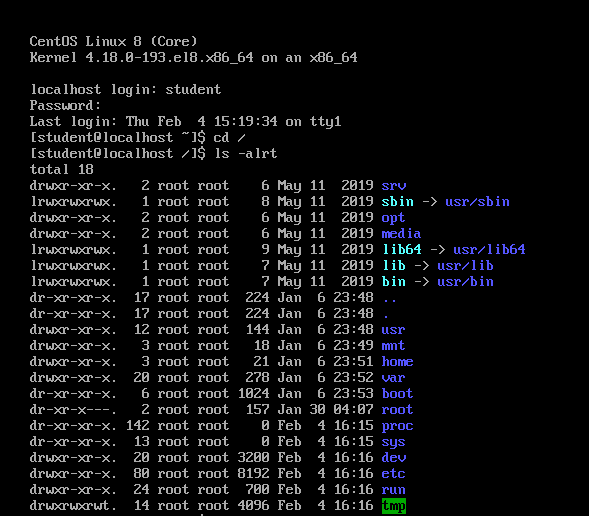 CentOS Linux 8 (Core)
Kernel 4.18.0-193.el8.x86_64 on an x86_64
localhost login: student
Password:
Last login: Thu Feb  4 15:19:34 on tty1
[student@localhost ~]$ cd /
[student@localhost /]$ ls -alrt
total 18
drwxr-xr-x.   2 root root    6 May 11  2019 srv
lrwxrwxrwx.   1 root root    8 May 11  2019 sbin -> usr/sbin
drwxr-xr-x.   2 root root    6 May 11  2019 opt
drwxr-xr-x.   2 root root    6 May 11  2019 media
lrwxrwxrwx.   1 root root    9 May 11  2019 lib64 -> usr/lib64
lrwxrwxrwx.   1 root root    7 May 11  2019 lib -> usr/lib
lrwxrwxrwx.   1 root root    7 May 11  2019 bin -> usr/bin
dr-xr-xr-x.  17 root root  224 Jan  6 23:48 ..
dr-xr-xr-x.  17 root root  224 Jan  6 23:48 .
drwxr-xr-x.  12 root root  144 Jan  6 23:48 usr
drwxr-xr-x.   3 root root   18 Jan  6 23:49 mnt
drwxr-xr-x.   3 root root   21 Jan  6 23:51 home
drwxr-xr-x.  20 root root  278 Jan  6 23:52 var
dr-xr-xr-x.   6 root root 1024 Jan  6 23:53 boot
dr-xr-x---.   2 root root  157 Jan 30 04:07 root
dr-xr-xr-x. 142 root root    0 Feb  4 16:15 proc
dr-xr-xr-x.  13 root root    0 Feb  4 16:15 sys
drwxr-xr-x.  20 root root 3200 Feb  4 16:16 dev
drwxr-xr-x.  80 root root 8192 Feb  4 16:16 etc
drwxr-xr-x.  24 root root  700 Feb  4 16:16 run
drwxrwxrwt.  14 root root 4096 Feb  4 16:16 tmp